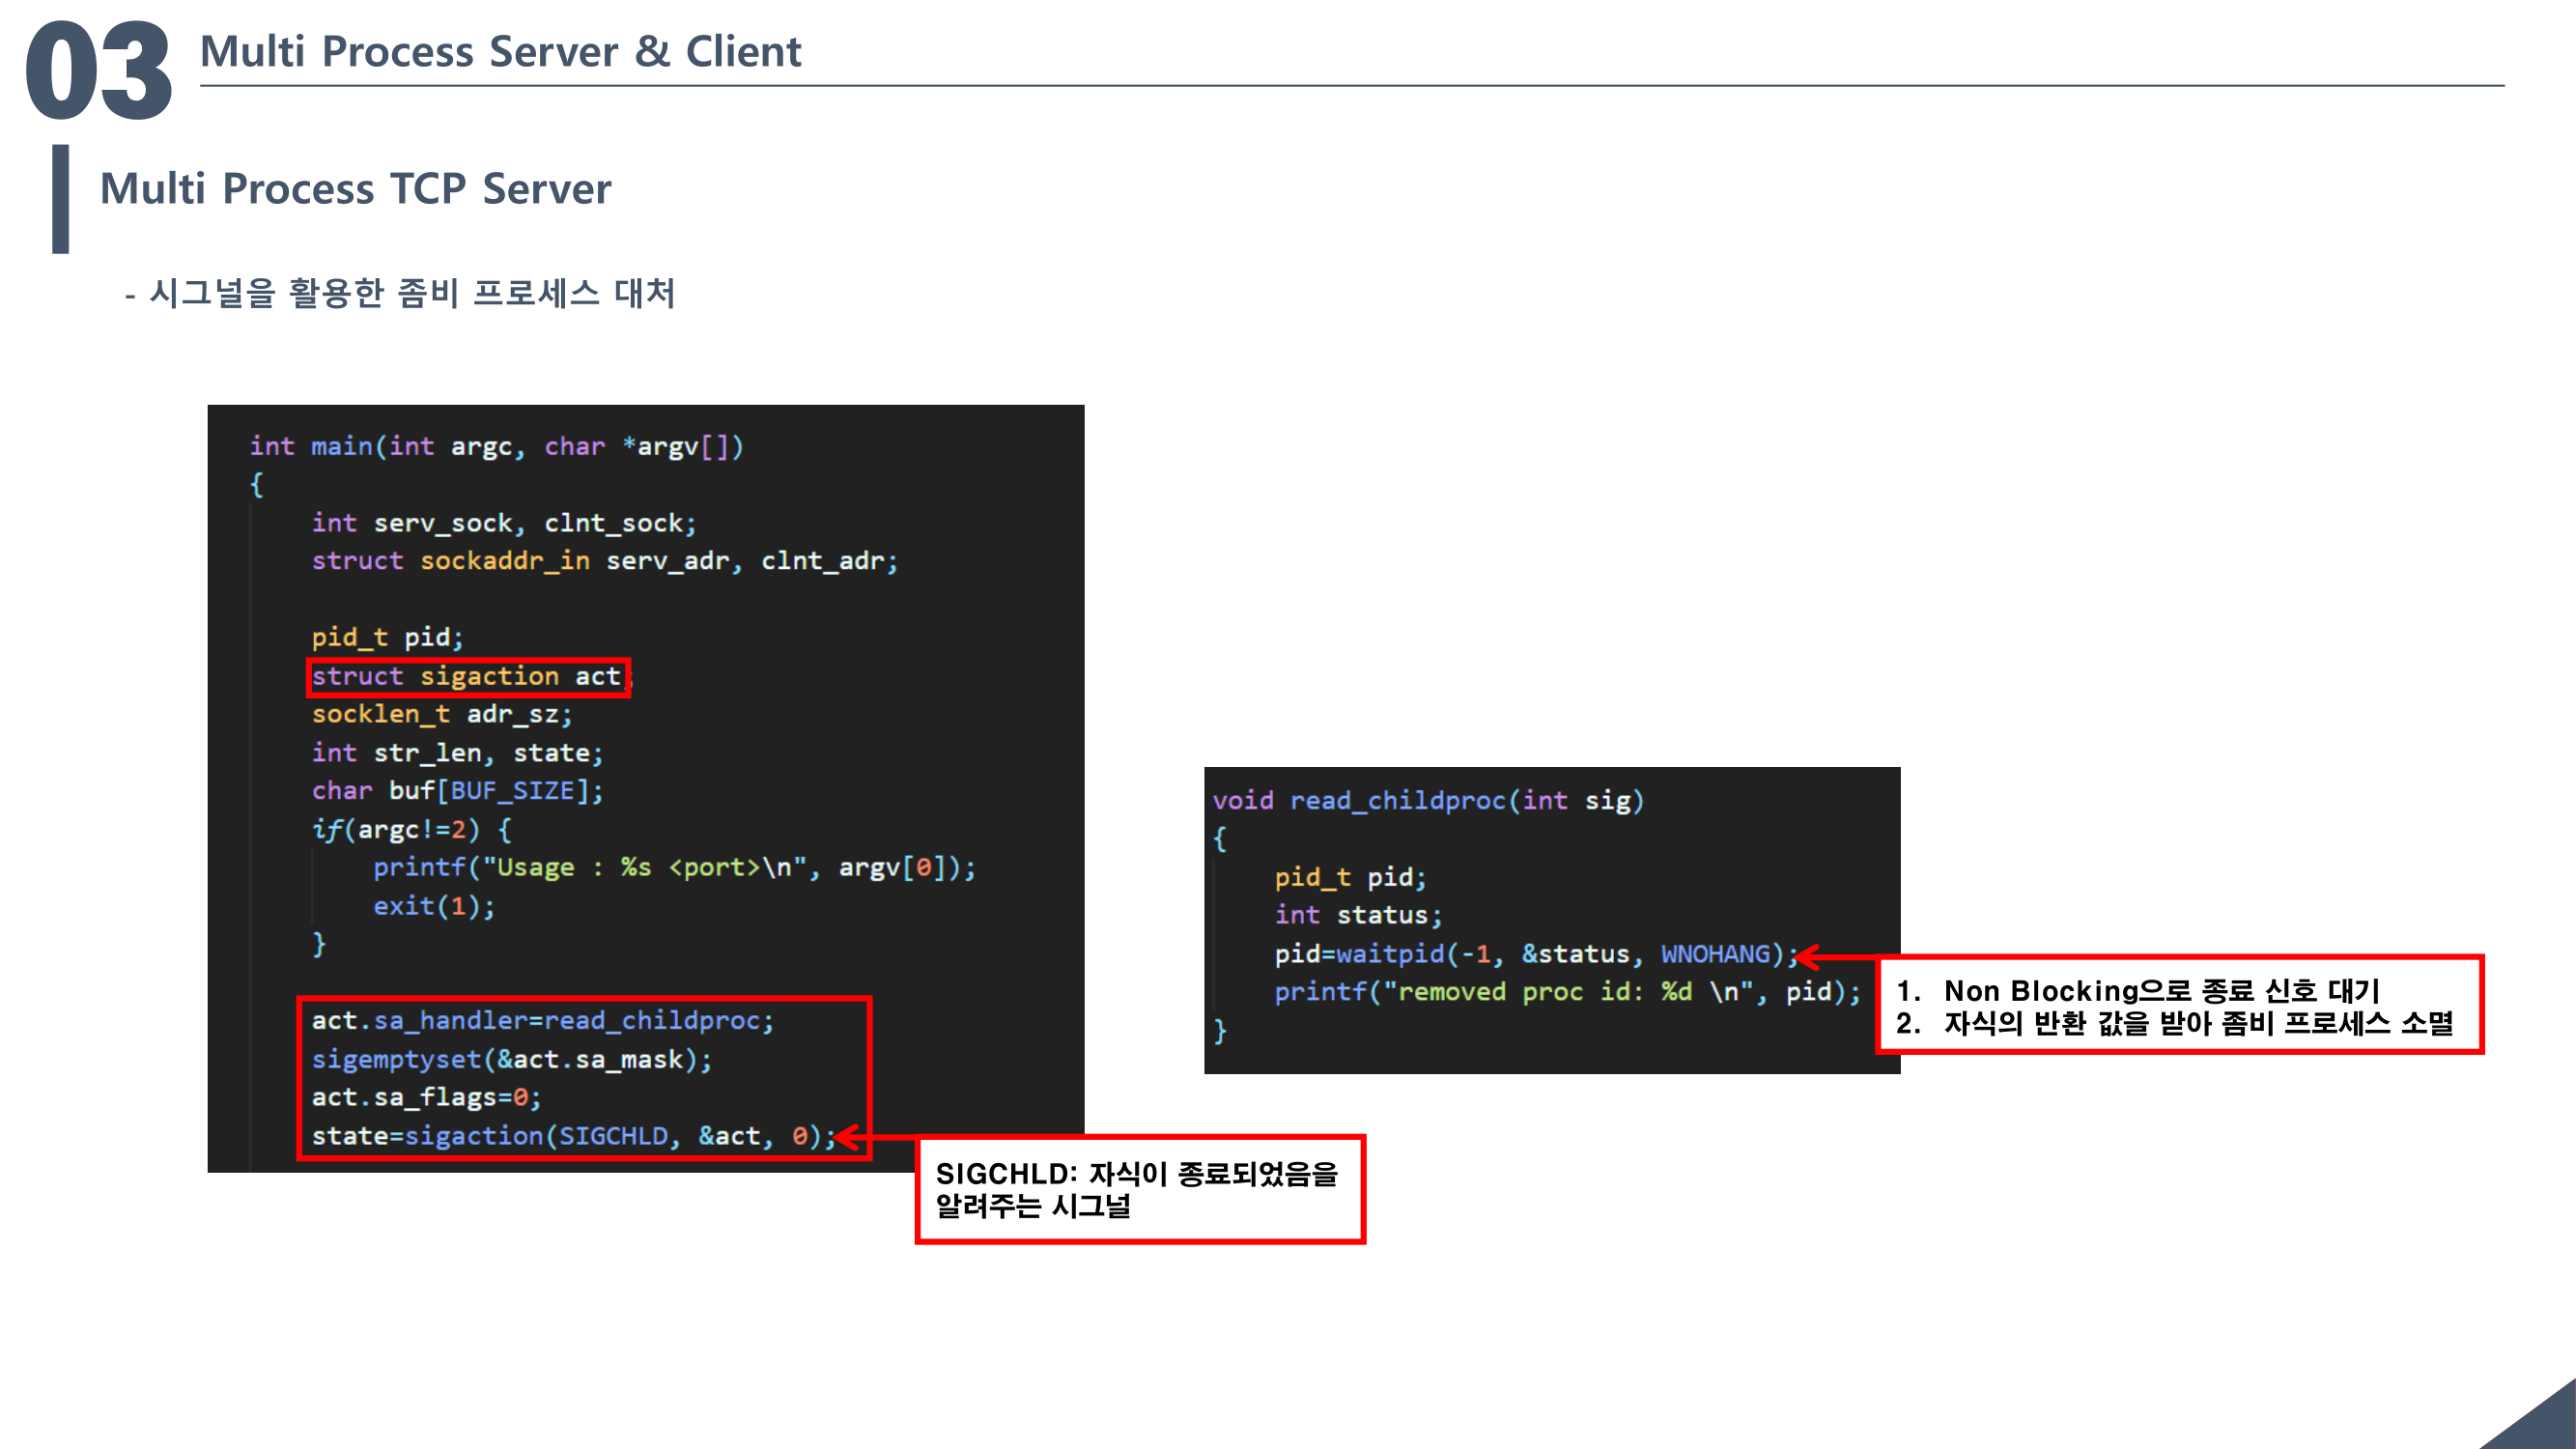 03 Multi Process Server & Client
Multi Process TCP Server
- 시그널을 활용한 좀비 프로세스 대처
int main(int argc, char *argv[])
{
    int serv_sock, clnt_sock;
    struct sockaddr_in serv_adr, clnt_adr;
    pid_t pid;
    struct sigaction act;
    socklen_t adr_sz;
    int str_len, state;
    char buf[BUF_SIZE];
    if(argc!=2) {
        printf("Usage : %s <port>\n", argv[0]);
        exit(1);
    }
    act.sa_handler=read_childproc;
    sigemptyset(&act.sa_mask);
    act.sa_flags=0;
    state=sigaction(SIGCHLD, &act, 0);
SIGCHLD: 자식이 종료되었음을
알려주는 시그널
void read_childproc(int sig)
{
    pid_t pid;
    int status;
    pid=waitpid(-1, &status, WNOHANG);
    printf("removed proc id: %d \n", pid);
}
1. Non Blocking으로 종료 신호 대기
2. 자식의 반환 값을 받아 좀비 프로세스 소멸